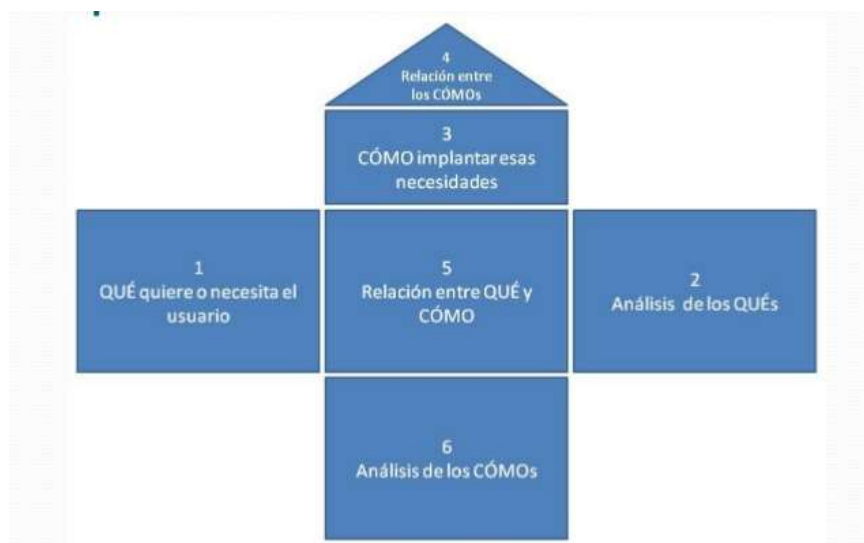 4
Relación entre
los CÓMOs
3
CÓMO implantar esas
necesidades
1
QUÉ quiere o necesita el
usuario
5
Relación entre QUÉ y
CÓMO
2
Análisis de los QUÉs
6
Análisis de los CÓMOs